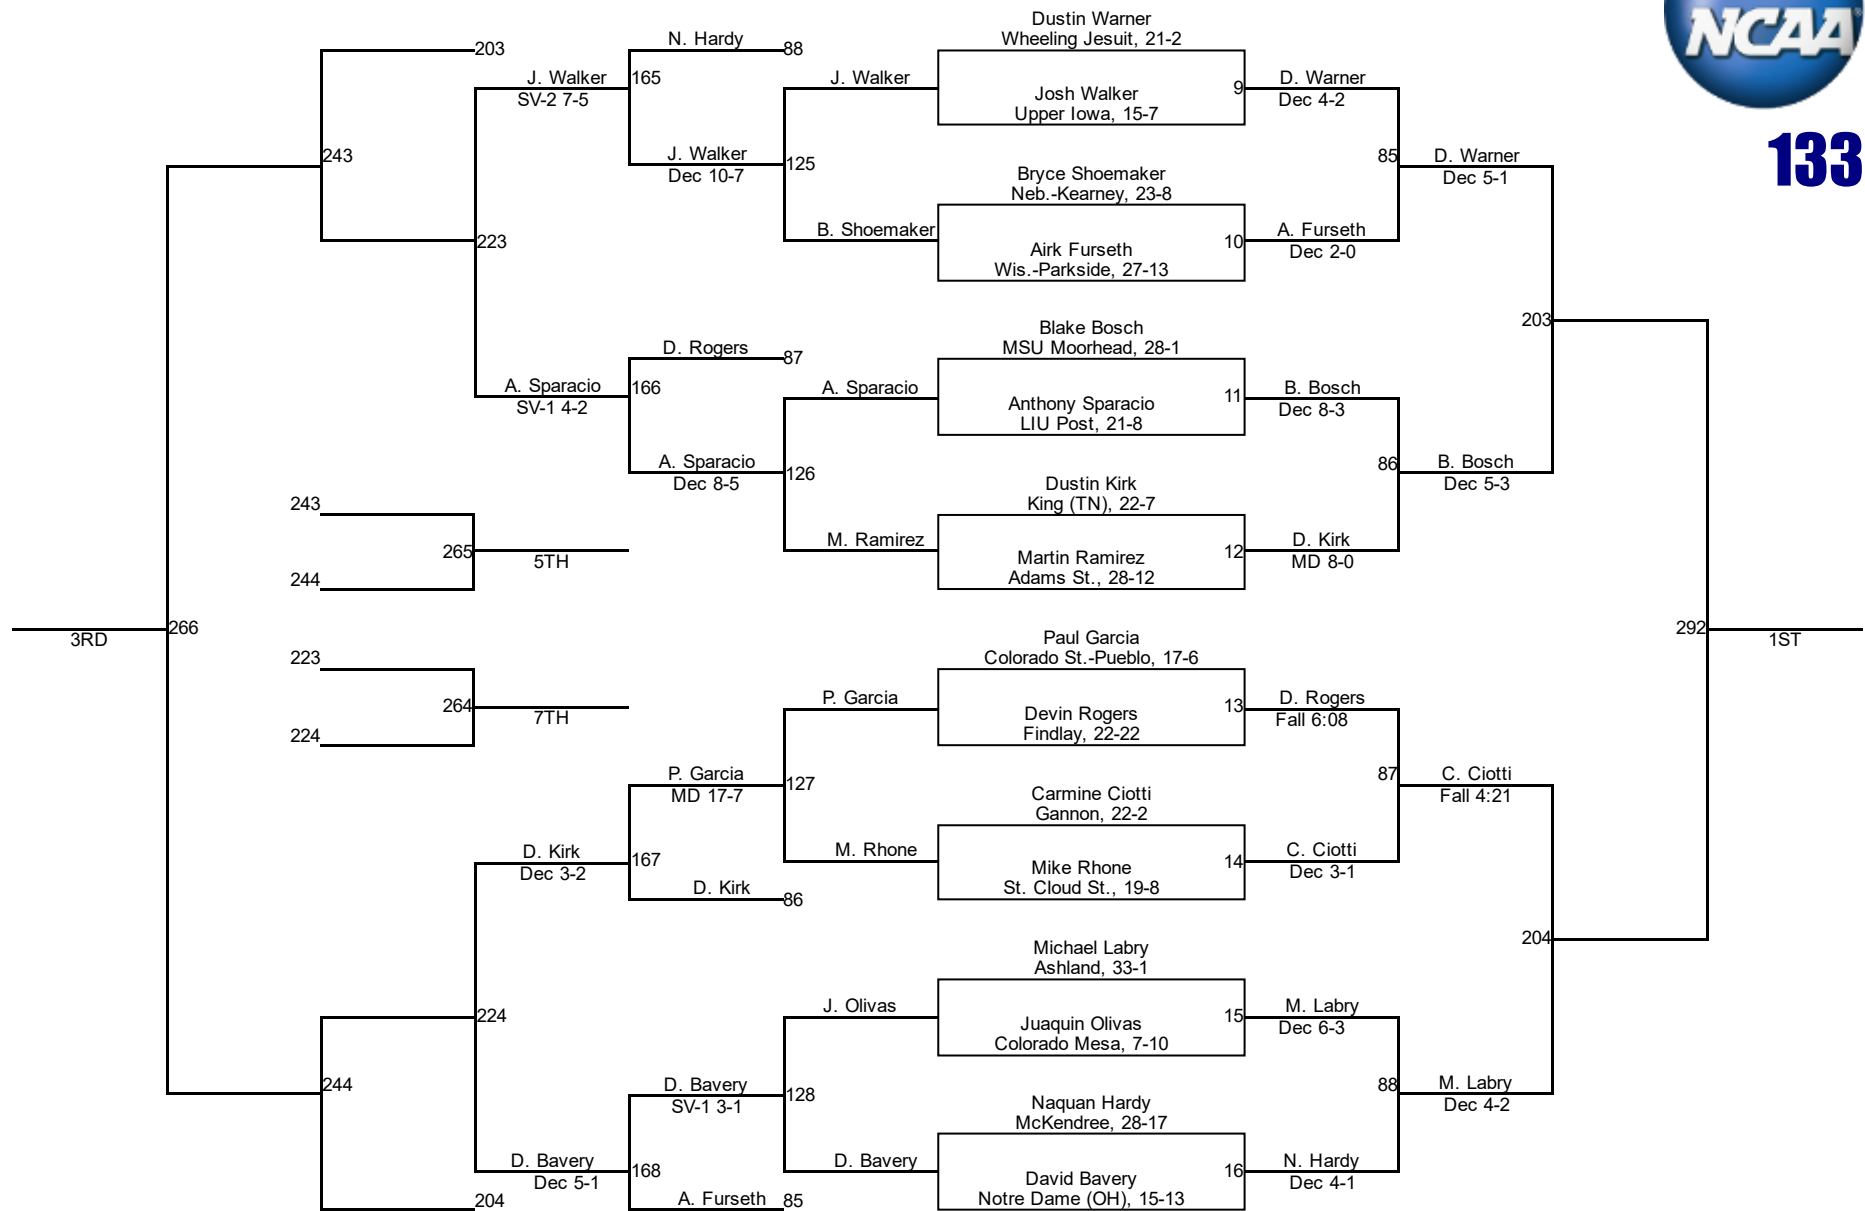 NCAA
133
Dustin Warner
Wheeling Jesuit, 21-2
Josh Walker
Upper Iowa, 15-7
9
Bryce Shoemaker
Neb.-Kearney, 23-8
Airk Furseth
Wis.-Parkside, 27-13
10
Blake Bosch
MSU Moorhead, 28-1
Anthony Sparacio
LIU Post, 21-8
11
Dustin Kirk
King (TN), 22-7
Martin Ramirez
Adams St., 28-12
12
Paul Garcia
Colorado St.-Pueblo, 17-6
Devin Rogers
Findlay, 22-22
13
Carmine Ciotti
Gannon, 22-2
Mike Rhone
St. Cloud St., 19-8
14
Michael Labry
Ashland, 33-1
Juaquin Olivas
Colorado Mesa, 7-10
15
Naquan Hardy
McKendree, 28-17
David Bavery
Notre Dame (OH), 15-13
16
D. Warner
Dec 4-2
85
A. Furseth
Dec 2-0
B. Bosch
Dec 8-3
86
D. Kirk
MD 8-0
D. Rogers
Fall 6:08
87
C. Ciotti
Dec 3-1
M. Labry
Dec 6-3
88
N. Hardy
Dec 4-1
D. Warner
Dec 5-1
203
B. Bosch
Dec 5-3
C. Ciotti
Fall 4:21
204
M. Labry
Dec 4-2
292
1ST
J. Walker
125
B. Shoemaker
A. Sparacio
126
M. Ramirez
P. Garcia
127
M. Rhone
J. Olivas
128
D. Bavery
N. Hardy
88
165
J. Walker
Dec 10-7
D. Rogers
87
166
A. Sparacio
Dec 8-5
P. Garcia
MD 17-7
167
D. Kirk
86
D. Bavery
SV-1 3-1
168
A. Furseth
85
J. Walker
SV-2 7-5
223
A. Sparacio
SV-1 4-2
D. Kirk
Dec 3-2
224
D. Bavery
Dec 5-1
203
243
244
204
243
265
5TH
244
223
264
7TH
224
266
3RD